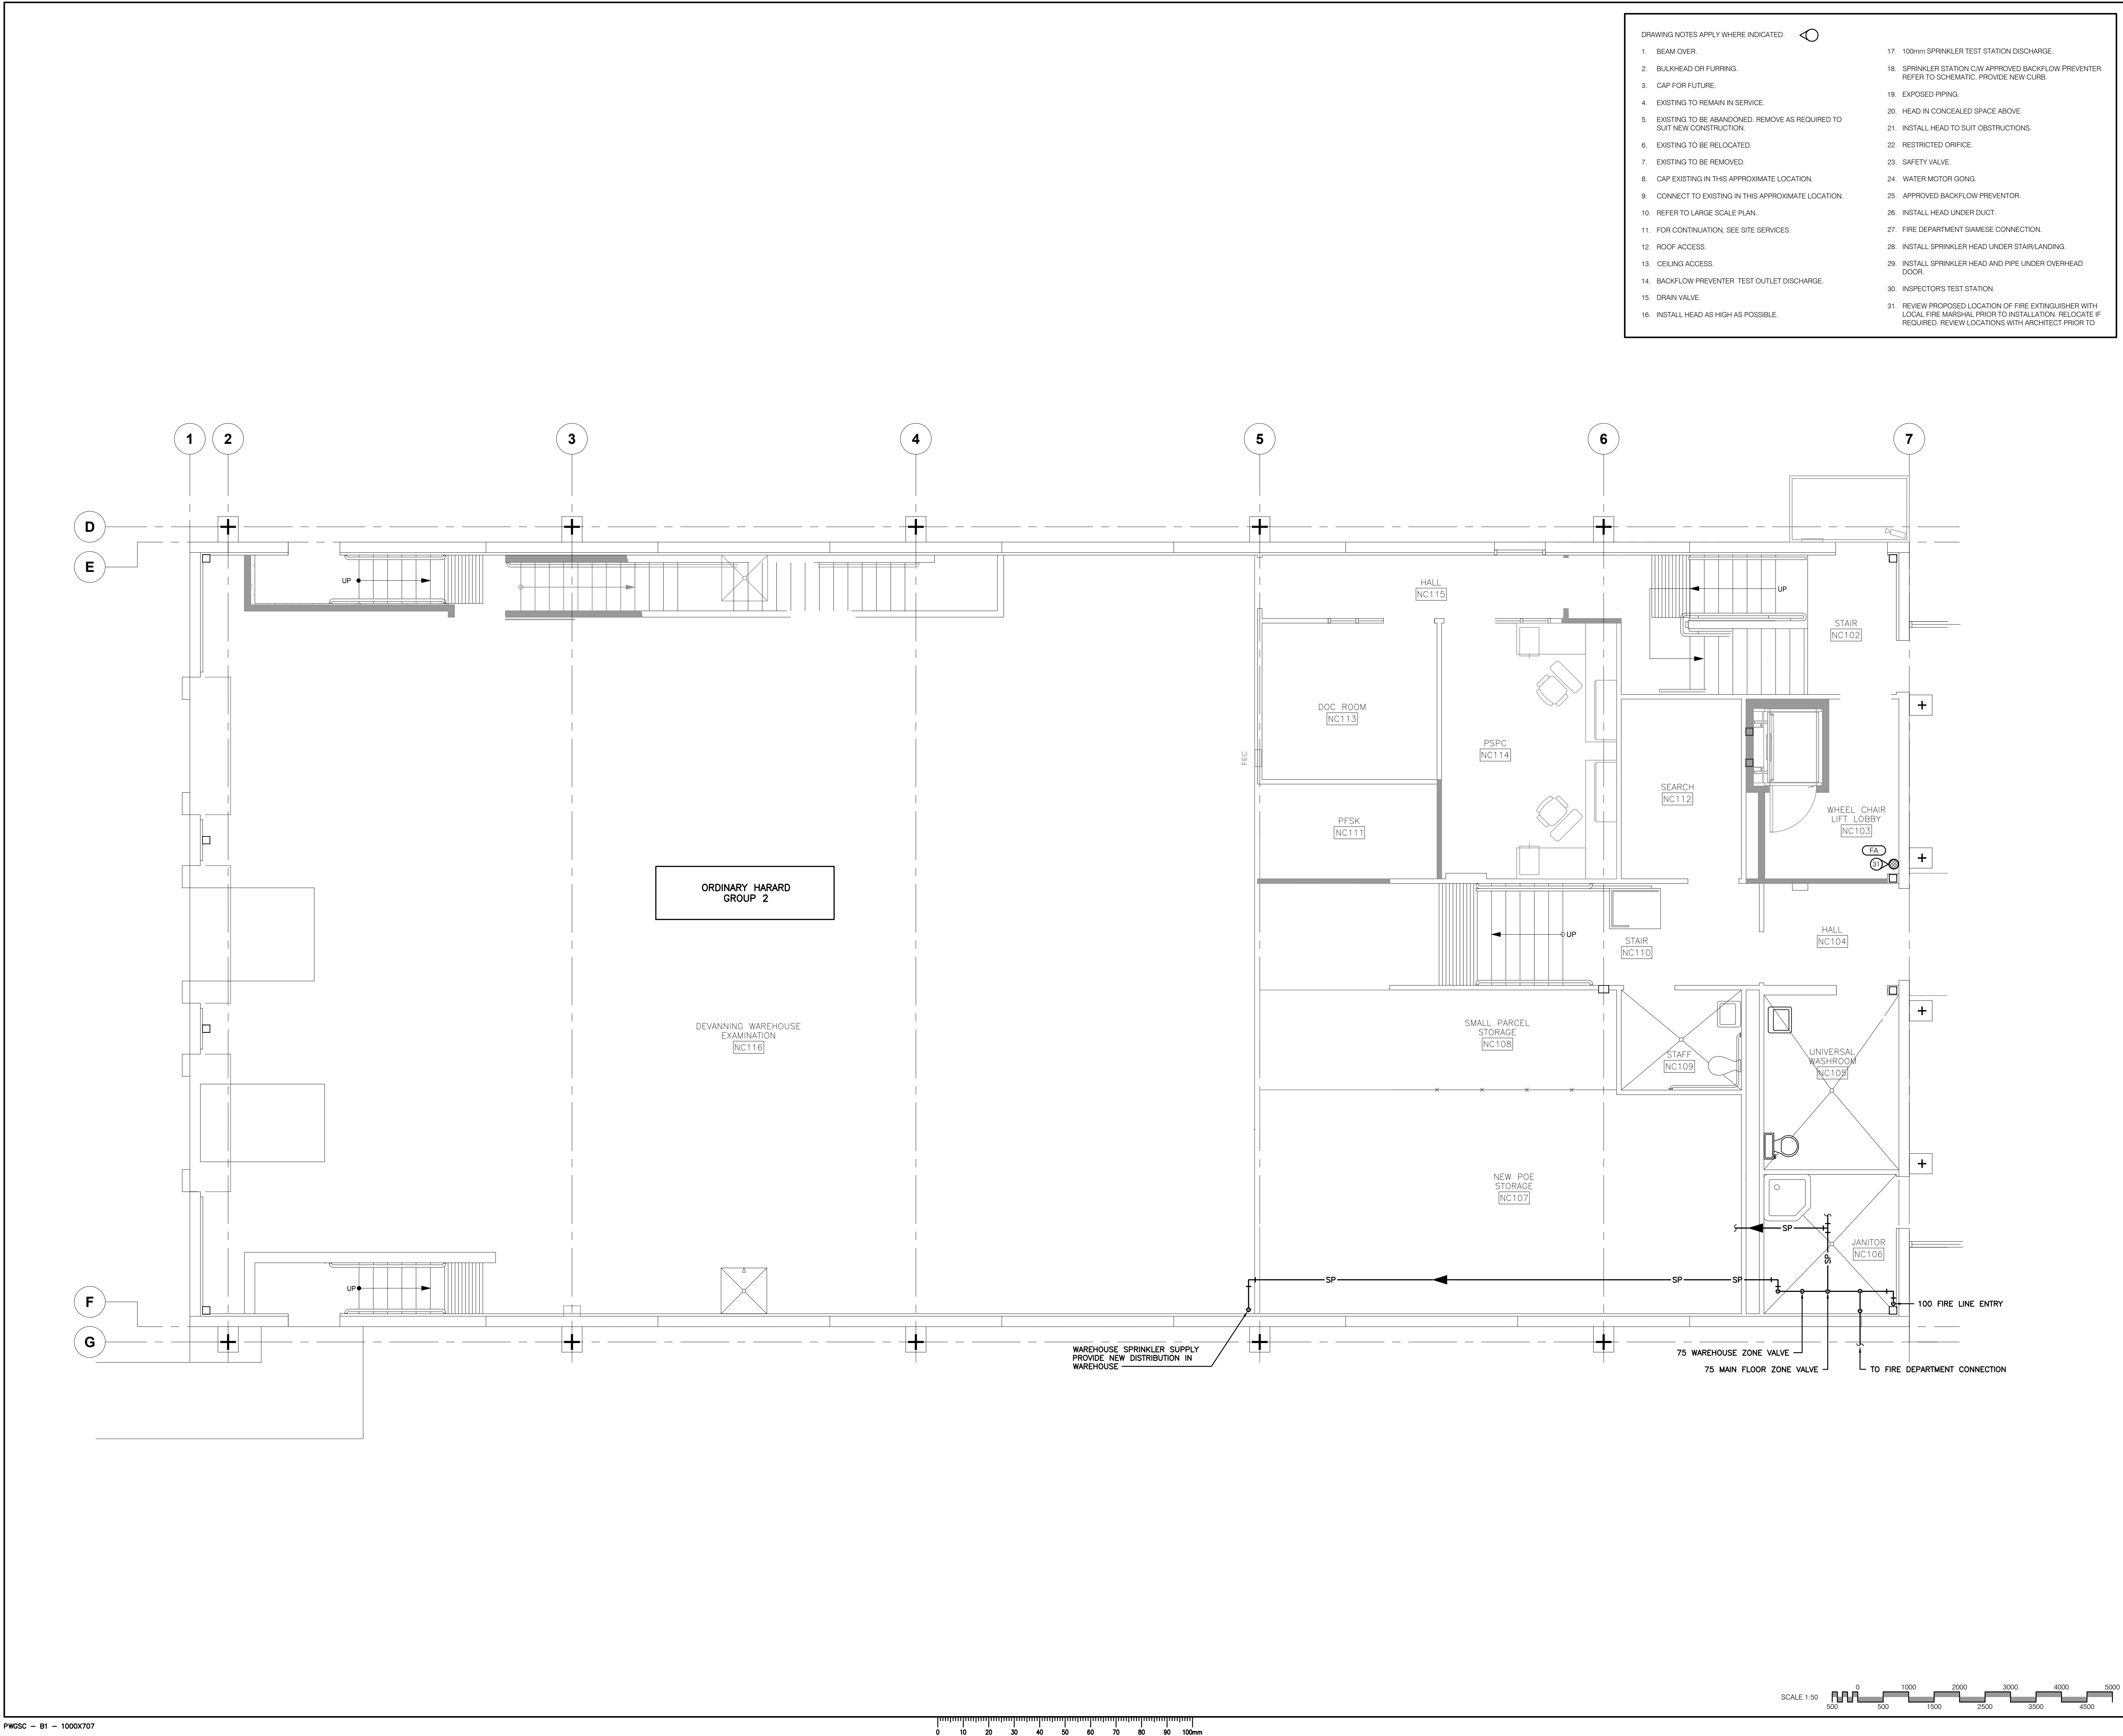 DRAWING NOTES APPLY WHERE INDICATED:
1. BEAM OVER.
2. BULKHEAD OR FURRING.
3. CAP FOR FUTURE.
4. EXISTING TO REMAIN IN SERVICE.
5. EXISTING TO BE ABANDONED. REMOVE AS REQUIRED TO
SUIT NEW CONSTRUCTION.
6. EXISTING TO BE RELOCATED.
7. EXISTING TO BE REMOVED.
8. CAP EXISTING IN THIS APPROXIMATE LOCATION.
9. CONNECT TO EXISTING IN THIS APPROXIMATE LOCATION.
10. REFER TO LARGE SCALE PLAN.
11. FOR CONTINUATION, SEE SITE SERVICES.
12. ROOF ACCESS.
13. CEILING ACCESS.
14. BACKFLOW PREVENTER TEST OUTLET DISCHARGE.
15. DRAIN VALVE.
16. INSTALL HEAD AS HIGH AS POSSIBLE.
17. 100mm SPRINKLER TEST STATION DISCHARGE.
18. SPRINKLER STATION C/W APPROVED BACKFLOW PREVENTER.
REFER TO SCHEMATIC. PROVIDE NEW CURB.
19. EXPOSED PIPING.
20. HEAD IN CONCEALED SPACE ABOVE.
21. INSTALL HEAD TO SUIT OBSTRUCTIONS.
22. RESTRICTED ORIFICE.
23. SAFETY VALVE.
24. WATER MOTOR GONG.
25. APPROVED BACKFLOW PREVENTOR.
26. INSTALL HEAD UNDER DUCT.
27. FIRE DEPARTMENT SIAMESE CONNECTION.
28. INSTALL SPRINKLER HEAD UNDER STAIR/LANDING.
29. INSTALL SPRINKLER HEAD AND PIPE UNDER OVERHEAD
DOOR.
30. INSPECTOR'S TEST STATION.
31. REVIEW PROPOSED LOCATION OF FIRE EXTINGUISHER WITH
LOCAL FIRE MARSHAL PRIOR TO INSTALLATION. RELOCATE IF
REQUIRED. REVIEW LOCATIONS WITH ARCHITECT PRIOR TO
1 2 3 4 5 6 7
D
E
UP
HALL
NC115
UP
STAIR
NC102
DOC ROOM
NC113
PSPC
NC114
FEC
SEARCH
NC112
WHEEL CHAIR
LIFT LOBBY
NC103
PFSK
NC111
FA
31
ORDINARY HARARD
GROUP 2
UP
STAIR
NC110
HALL
NC104
DEVANNING WAREHOUSE
EXAMINATION
NC116
SMALL PARCEL
STORAGE
NC108
STAFF
NC109
UNIVERSAL
WASHROOM
NC105
NEW POE
STORAGE
NC107
SP
SP
JANITOR
NC106
UP
SP SP SP
F
100 FIRE LINE ENTRY
G
WAREHOUSE SPRINKLER SUPPLY
PROVIDE NEW DISTRIBUTION IN
WAREHOUSE
75 WAREHOUSE ZONE VALVE
75 MAIN FLOOR ZONE VALVE
TO FIRE DEPARTMENT CONNECTION
SCALE 1:50
0 1000 2000 3000 4000 5000
500 500 1500 2500 3500 4500
PWGSC - B1 - 1000X707
0 10 20 30 40 50 60 70 80 90 100mm